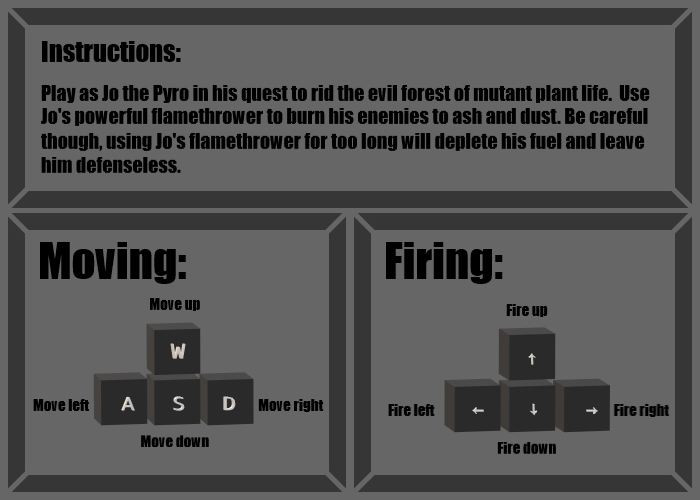 Instructions:
Play as Jo the Pyro in his quest to rid the evil forest of mutant plant life.  Use
Jo's powerful flamethrower to burn his enemies to ash and dust. Be careful
though, using Jo's flamethrower for too long will deplete his fuel and leave
him defenseless.
Moving:
Move up
W
Move left A S D Move right
Move down
Firing:
Fire up
↑
Fire left ← ↓ → Fire right
Fire down